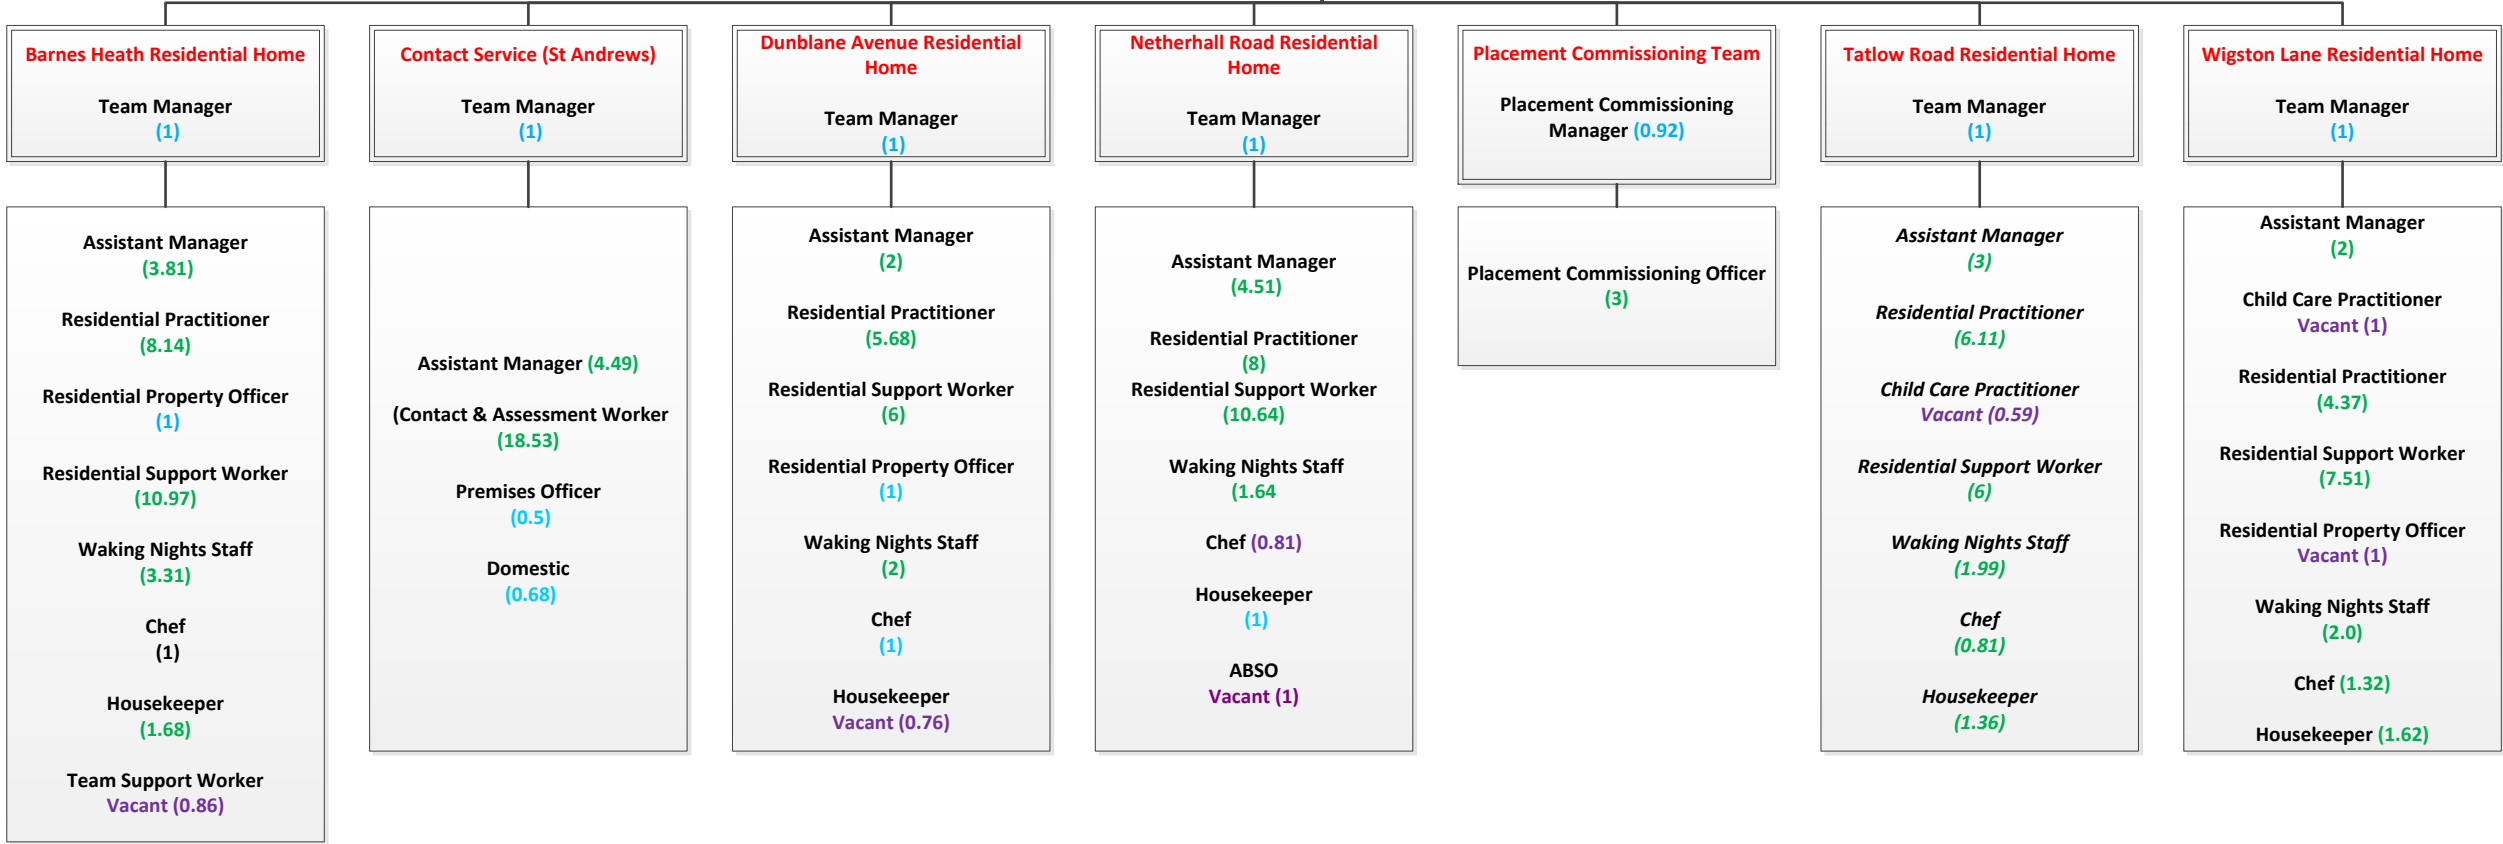 Barnes Heath Residential Home
Team Manager
(1)
Contact Service (St Andrews)
Team Manager
(1)
Dunblane Avenue Residential
Home
Team Manager
(1)
Netherhall Road Residential
Home
Team Manager
(1)
Placement Commissioning Team
Placement Commissioning
Manager (0.92)
Tatlow Road Residential Home
Team Manager
(1)
Wigston Lane Residential Home
Team Manager
(1)
Assistant Manager
(3.81)
Residential Practitioner
(8.14)
Residential Property Officer
(1)
Residential Support Worker
(10.97)
Waking Nights Staff
(3.31)
Chef
(1)
Housekeeper
(1.68)
Team Support Worker
Vacant (0.86)
Assistant Manager (4.49)
(Contact & Assessment Worker
(18.53)
Premises Officer
(0.5)
Domestic
(0.68)
Assistant Manager
(2)
Residential Practitioner
(5.68)
Residential Support Worker
(6)
Residential Property Officer
(1)
Waking Nights Staff
(2)
Chef
(1)
Housekeeper
Vacant (0.76)
Assistant Manager
(4.51)
Residential Practitioner
(8)
Residential Support Worker
(10.64)
Waking Nights Staff
(1.64
Chef (0.81)
Housekeeper
(1)
ABSO
Vacant (1)
Placement Commissioning Officer
(3)
Assistant Manager
(3)
Residential Practitioner
(6.11)
Child Care Practitioner
Vacant (0.59)
Residential Support Worker
(6)
Waking Nights Staff
(1.99)
Chef
(0.81)
Housekeeper
(1.36)
Assistant Manager
(2)
Child Care Practitioner
Vacant (1)
Residential Practitioner
(4.37)
Residential Support Worker
(7.51)
Residential Property Officer
Vacant (1)
Waking Nights Staff
(2.0)
Chef (1.32)
Housekeeper (1.62)